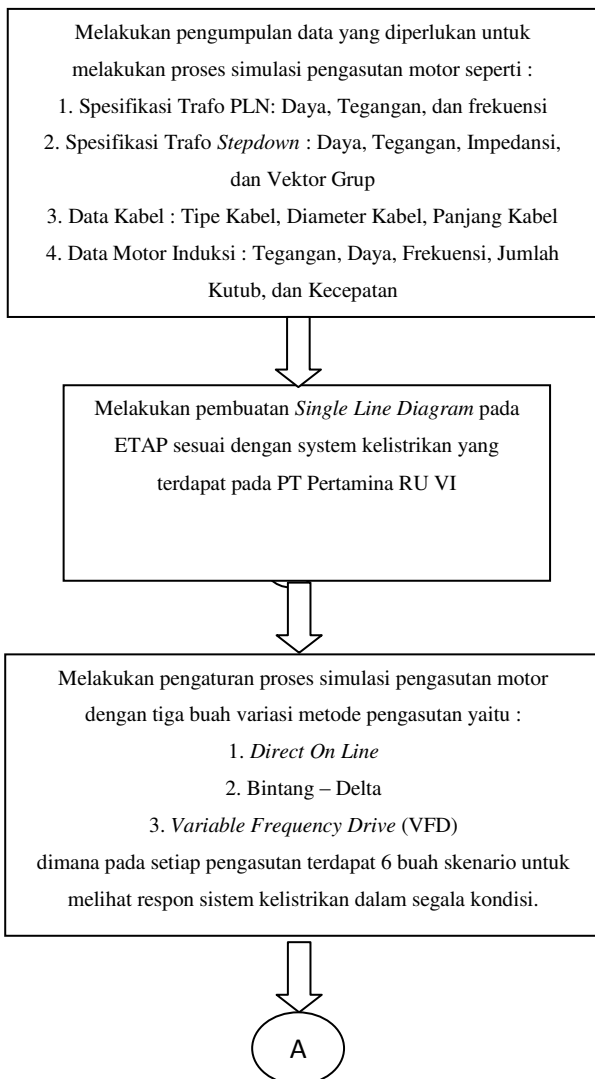 Melakukan pengumpulan data yang diperlukan untuk
melakukan proses simulasi pengasutan motor seperti :
1. Spesifikasi Trafo PLN: Daya, Tegangan, dan frekuensi
2. Spesifikasi Trafo Stepdown : Daya, Tegangan, Impedansi,
dan Vektor Grup
3. Data Kabel : Tipe Kabel, Diameter Kabel, Panjang Kabel
4. Data Motor Induksi : Tegangan, Daya, Frekuensi, Jumlah
Kutub, dan Kecepatan
Melakukan pembuatan Single Line Diagram pada
ETAP sesuai dengan system kelistrikan yang
terdapat pada PT Pertamina RU VI
Melakukan pengaturan proses simulasi pengasutan motor
dengan tiga buah variasi metode pengasutan yaitu :
1. Direct On Line
2. Bintang – Delta
3. Variable Frequency Drive (VFD)
dimana pada setiap pengasutan terdapat 6 buah skenario untuk
melihat respon sistem kelistrikan dalam segala kondisi.
A